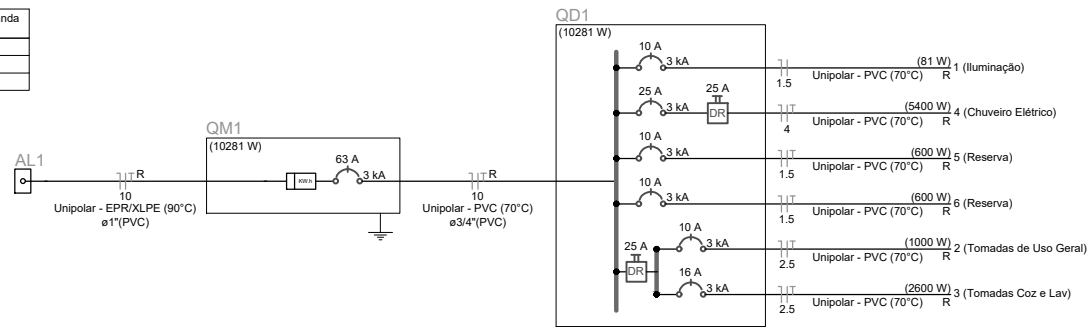 nda
AL1
R
10
Unipolar - EPR/XLPE (90°C)
ø1"(PVC)
QM1
(10281 W)
KW.h
63 A
3 kA
R
10
Unipolar - PVC (70°C)
ø3/4"(PVC)
QD1
(10281 W)
10 A
3 kA
1.5
(81 W)
Unipolar - PVC (70°C) R
1 (Iluminação)
25 A
3 kA
25 A
DR
4
(5400 W)
Unipolar - PVC (70°C) R
4 (Chuveiro Elétrico)
10 A
3 kA
1.5
(600 W)
Unipolar - PVC (70°C) R
5 (Reserva)
10 A
3 kA
1.5
(600 W)
Unipolar - PVC (70°C) R
6 (Reserva)
25 A
DR
10 A
3 kA
2.5
(1000 W)
Unipolar - PVC (70°C) R
2 (Tomadas de Uso Geral)
16 A
3 kA
2.5
(2600 W)
Unipolar - PVC (70°C) R
3 (Tomadas Coz e Lav)